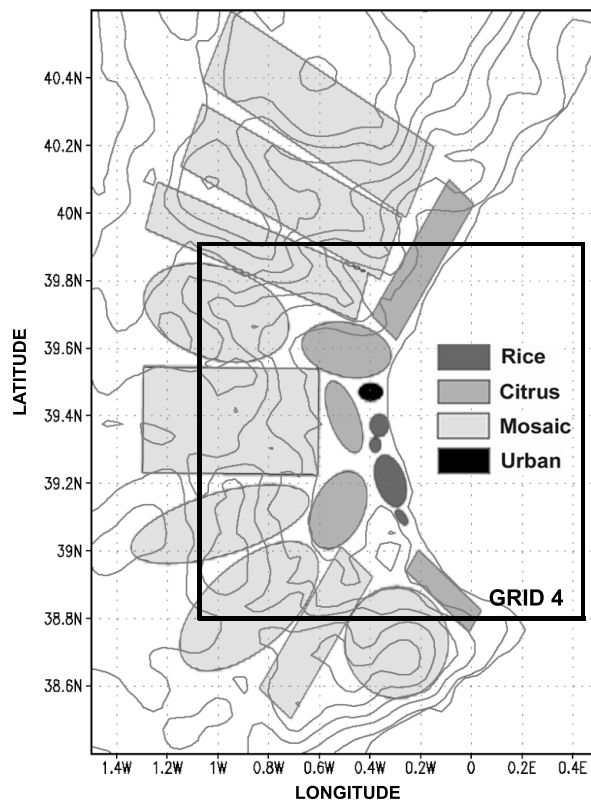 40.4N
40.2N
40N
39.8N
39.6N
39.4N
39.2N
39N
38.8N
38.6N
LATITUDE
Rice
Citrus
Mosaic
Urban
GRID 4
1.4W 1.2W 1W 0.8W 0.6W 0.4W 0.2W 0 0.2E 0.4E
LONGITUDE